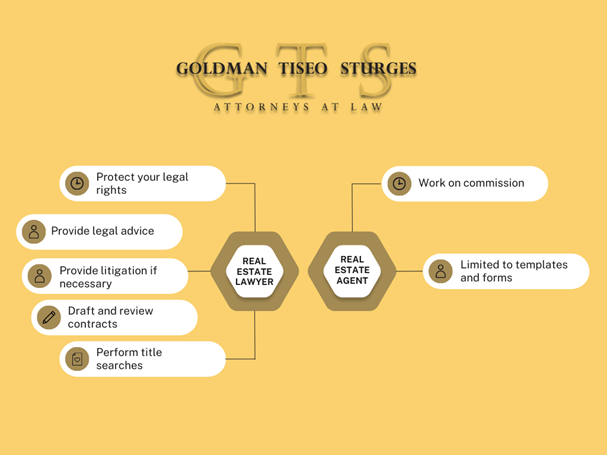 G T S
GOLDMAN TISEO STURGES
ATTORNEYS AT LAW
Protect your legal
rights
Provide legal advice
Provide litigation if
necessary
Draft and review
contracts
Perform title
searches
REAL
ESTATE
LAWYER
REAL
ESTATE
AGENT
Work on commission
Limited to templates
and forms